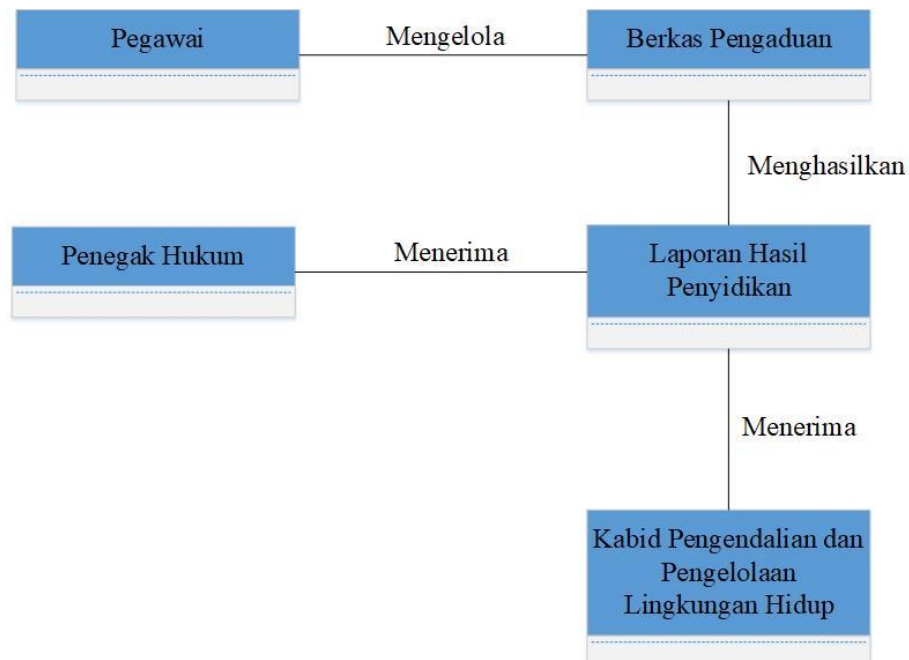 Pegawai
Mengelola
Berkas Pengaduan
Menghasilkan
Penegak Hukum
Menerima
Laporan Hasil
Penyidikan
Menerima
Kabid Pengendalian dan
Pengelolaan
Lingkungan Hidup